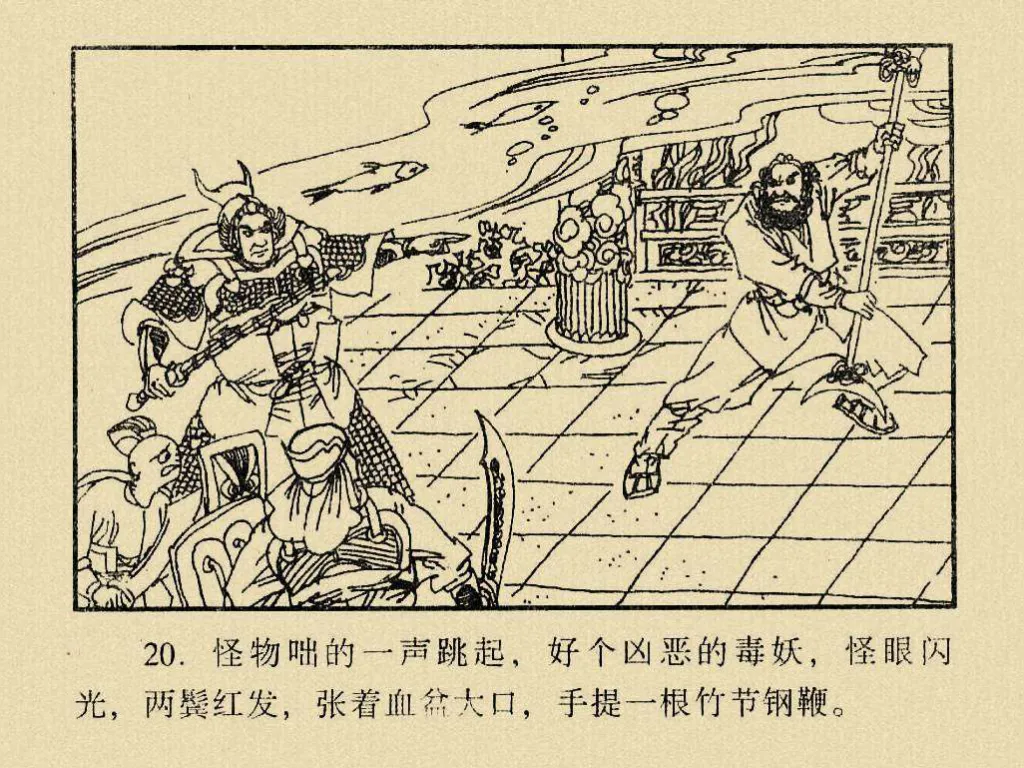 20. 怪物咄的一声跳起，好个凶恶的毒妖，怪眼闪
光，两鬓红发，张着血盆大口，手提一根竹节钢鞭。